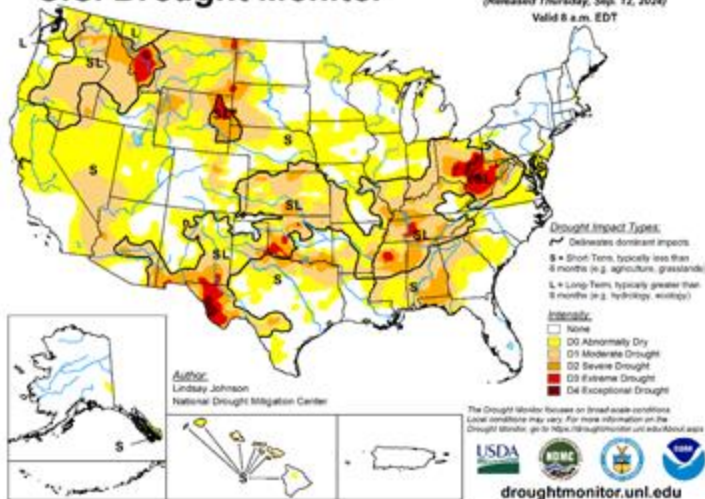 U.S. Drought Monitor
(Released Thursday, Sep. 12, 2024)
Valid 8 a.m. EDT
L
L
SL
SL
S
S
SL
SL
SL
SL
S
S
Drought Impact Types:
Delineates dominant impacts
S = Short-Term, typically less than
6 months (e.g. agriculture, grasslands)
L = Long-Term, typically greater than
6 months (e.g. hydrology, ecology)
Intensity:
None
D0 Abnormally Dry
D1 Moderate Drought
D2 Severe Drought
D3 Extreme Drought
D4 Exceptional Drought
Author:
Lindsay Johnson
National Drought Mitigation Center
S
S
The Drought Monitor focuses on broad-scale conditions.
Local conditions may vary. For more information on the
Drought Monitor, go to https://droughtmonitor.unl.edu/About.aspx
USDA
NDMC
droughtmonitor.unl.edu